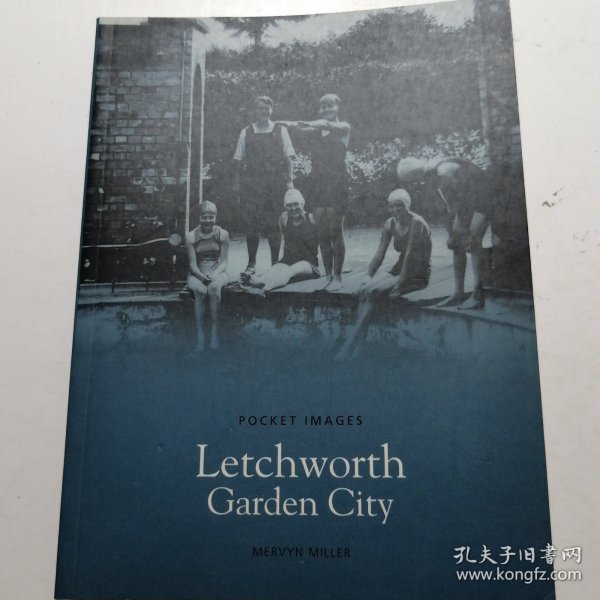 POCKET IMAGES
Letchworth
Garden City
MERVYN MILLER
孔夫子旧书网
www.kongfz.com